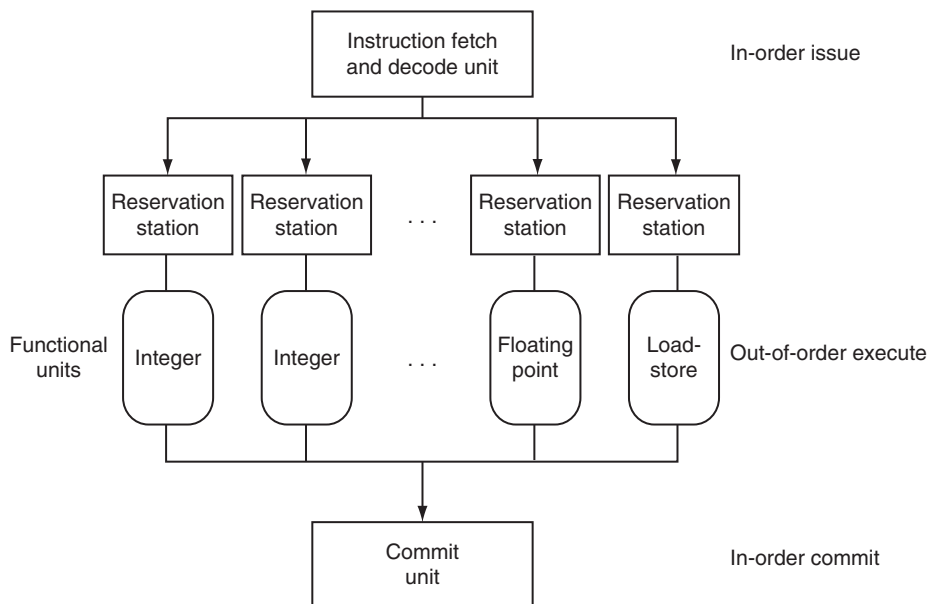 Instruction fetch
and decode unit
In-order issue
Reservation
station
Reservation
station
. . .
Reservation
station
Reservation
station
Functional
units
Integer
Integer
. . .
Floating
point
Load-
store
Out-of-order execute
Commit
unit
In-order commit